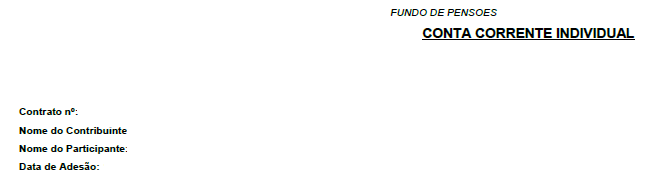 FUNDO DE PENSOES
CONTA CORRENTE INDIVIDUAL
Contrato nº:
Nome do Contribuinte
Nome do Participante:
Data de Adesão: